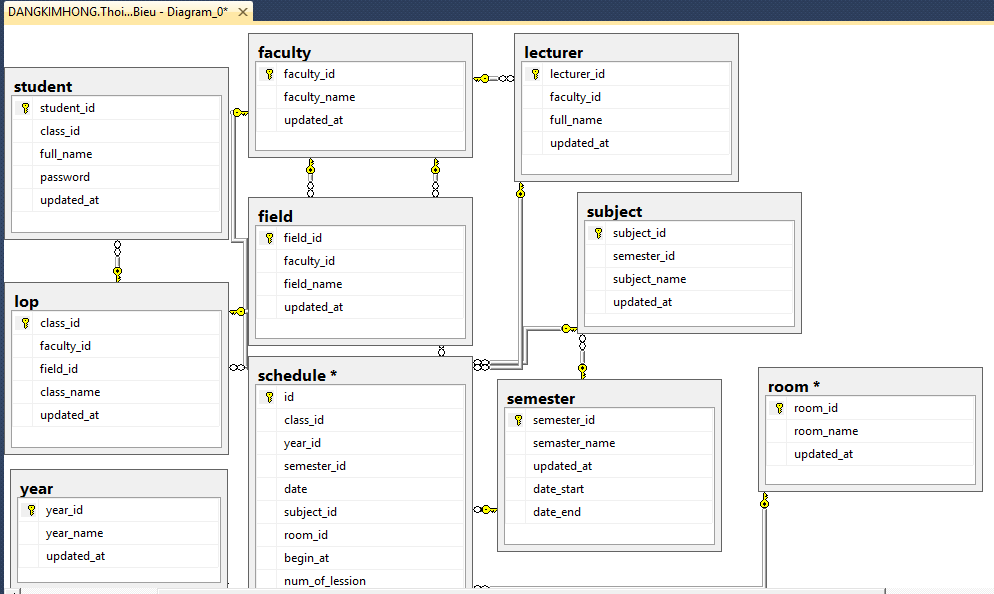 DANGKIMHONG.Thoi...Bieu - Diagram_0*
student
student_id
class_id
full_name
password
updated_at
faculty
faculty_id
faculty_name
updated_at
lecturer
lecturer_id
faculty_id
full_name
updated_at
field
field_id
faculty_id
field_name
updated_at
subject
subject_id
semester_id
subject_name
updated_at
lop
class_id
faculty_id
field_id
class_name
updated_at
schedule *
id
class_id
year_id
semester_id
date
subject_id
room_id
begin_at
num_of_lession
semester
semester_id
semaster_name
updated_at
date_start
date_end
room *
room_id
room_name
updated_at
year
year_id
year_name
updated_at